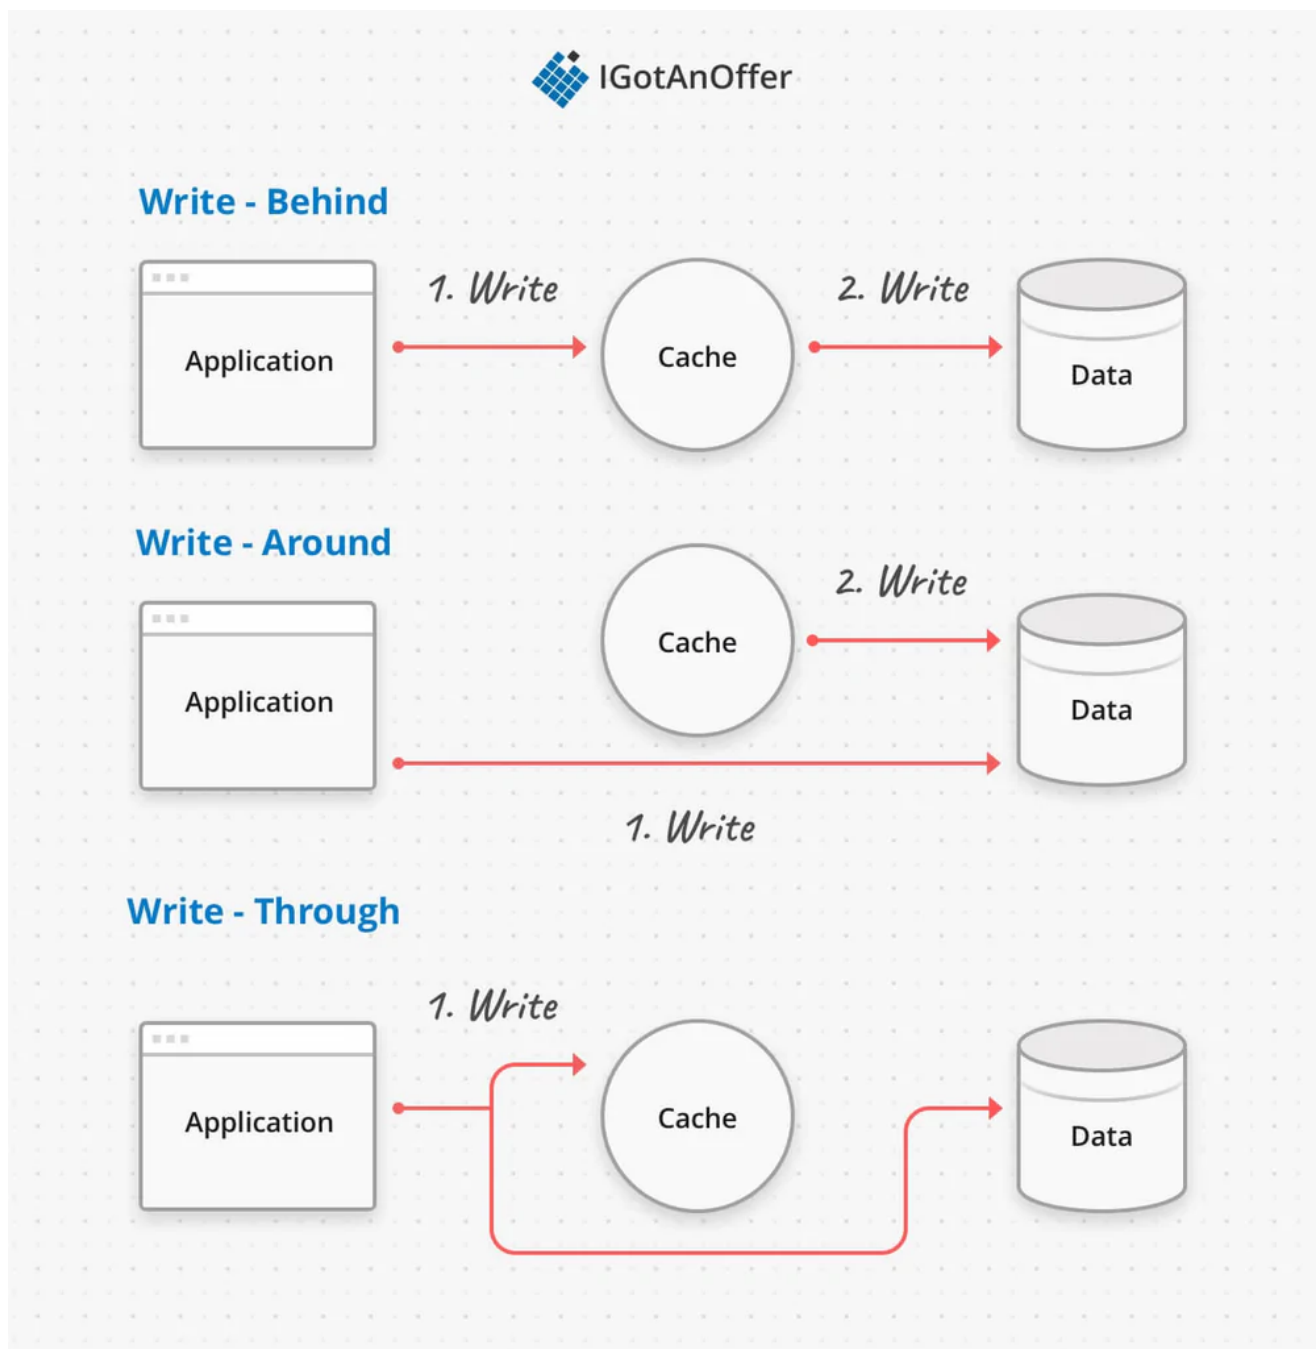 IGotAnOffer
Write - Behind
1. Write
2. Write
Application
Cache
Data
Write - Around
2. Write
Application
Cache
Data
1. Write
Write - Through
1. Write
Application
Cache
Data